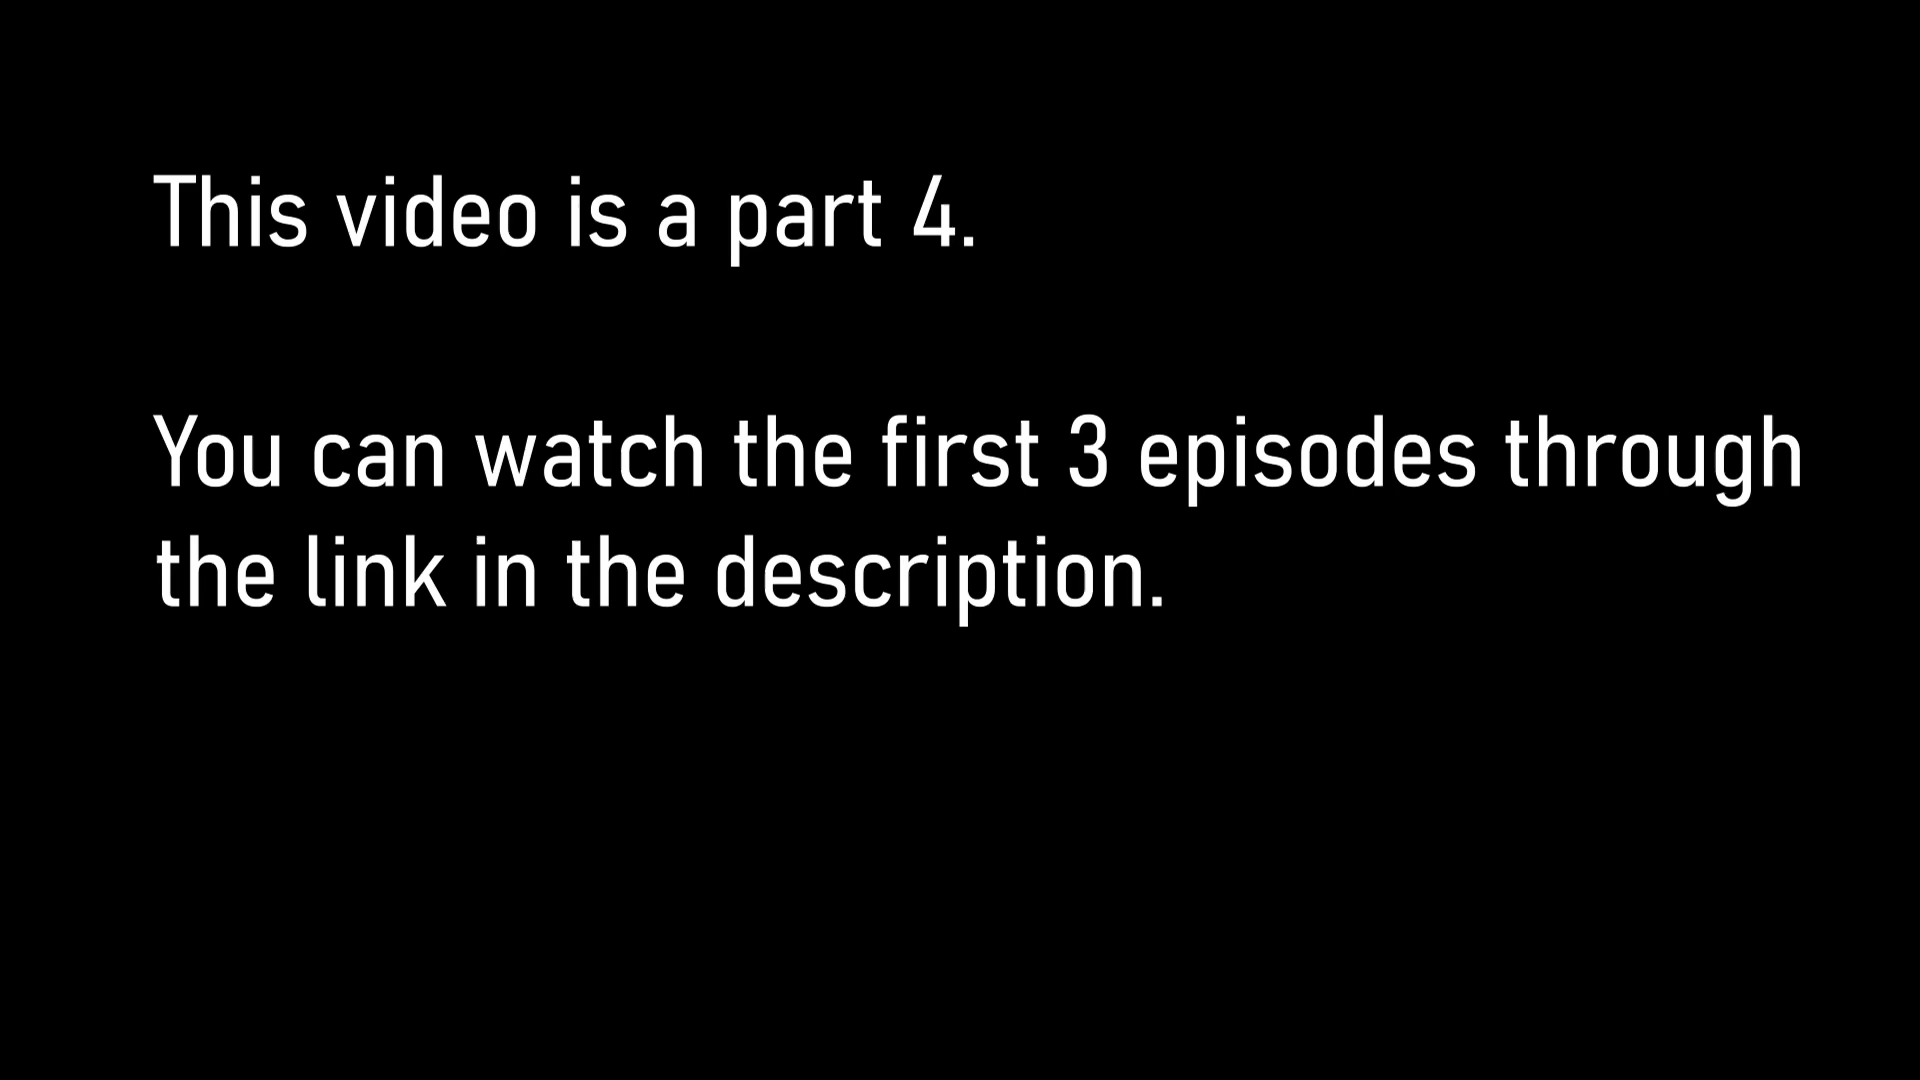 This video is a part 4.
You can watch the first 3 episodes through
the link in the description.